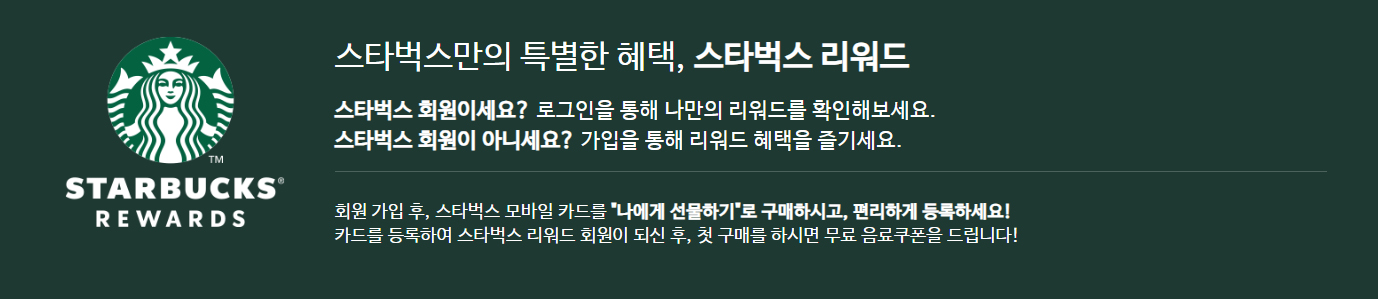 스타벅스만의 특별한 혜택, 스타벅스 리워드
스타벅스 회원이세요? 로그인을 통해 나만의 리워드를 확인해보세요.
스타벅스 회원이 아니세요? 가입을 통해 리워드 혜택을 즐기세요.
TM
STARBUCKS®
REWARDS
회원 가입 후, 스타벅스 모바일 카드를 "나에게 선물하기"로 구매하시고, 편리하게 등록하세요!
카드를 등록하여 스타벅스 리워드 회원이 되신 후, 첫 구매를 하시면 무료 음료쿠폰을 드립니다!